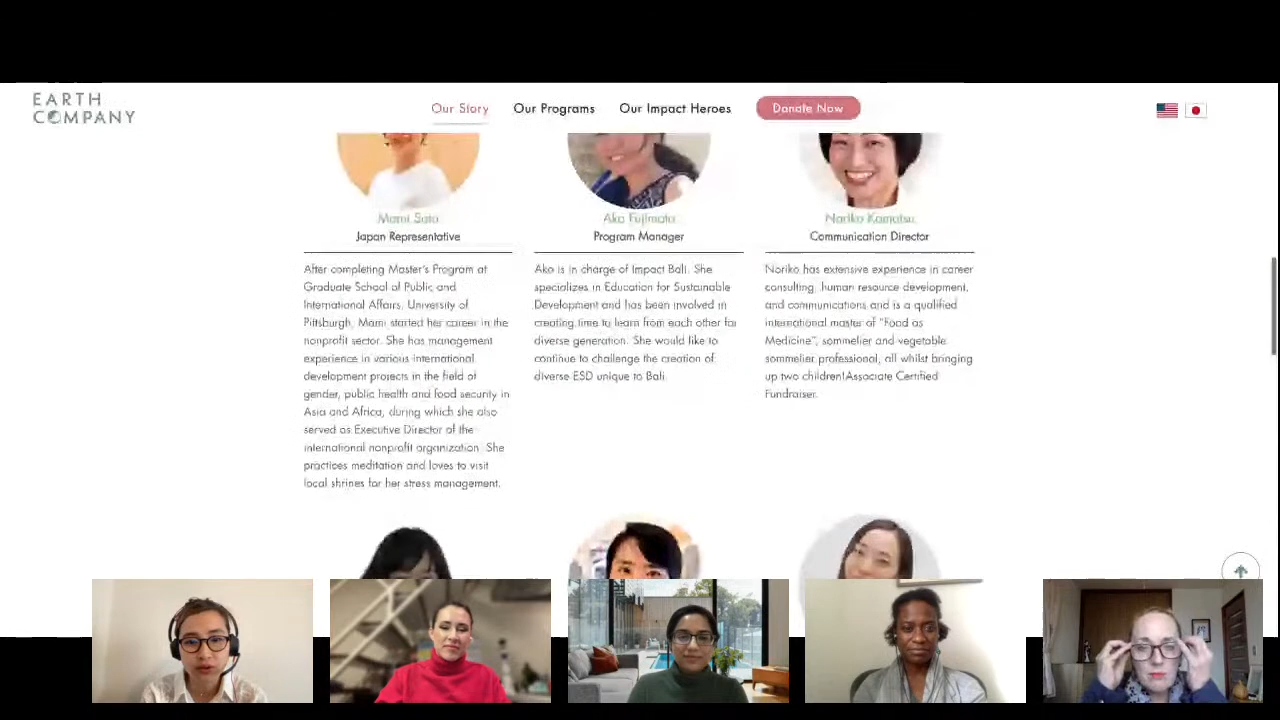 EARTH
COMPANY
Our Story
Our Programs
Our Impact Heroes
Donate Now
Mami Sato
Japan Representative
After completing Master's Program at
Graduate School of Public and
International Affairs, University of
Pittsburgh, Mami started her career in the
nonprofit sector. She has management
experience in various international
development projects in the field of
gender, public health and food security in
Asia and Africa, during which she also
served as Executive Director of the
international nonprofit organization. She
practices meditation and loves to visit
local shrines for her stress management.
Ako Fujimoto
Program Manager
Ako is in charge of Impact Bali. She
specializes in Education for Sustainable
Development and has been involved in
creating time to learn from each other for
diverse generation. She would like to
continue to challenge the creation of
diverse ESD unique to Bali.
Noriko Kamatsu
Communication Director
Noriko has extensive experience in career
consulting, human resource development,
and communications and is a qualified
international master of "Food as
Medicine", sommelier and vegetable
sommelier professional, all whilst bringing
up two children!Associate Certified
Fundraiser.